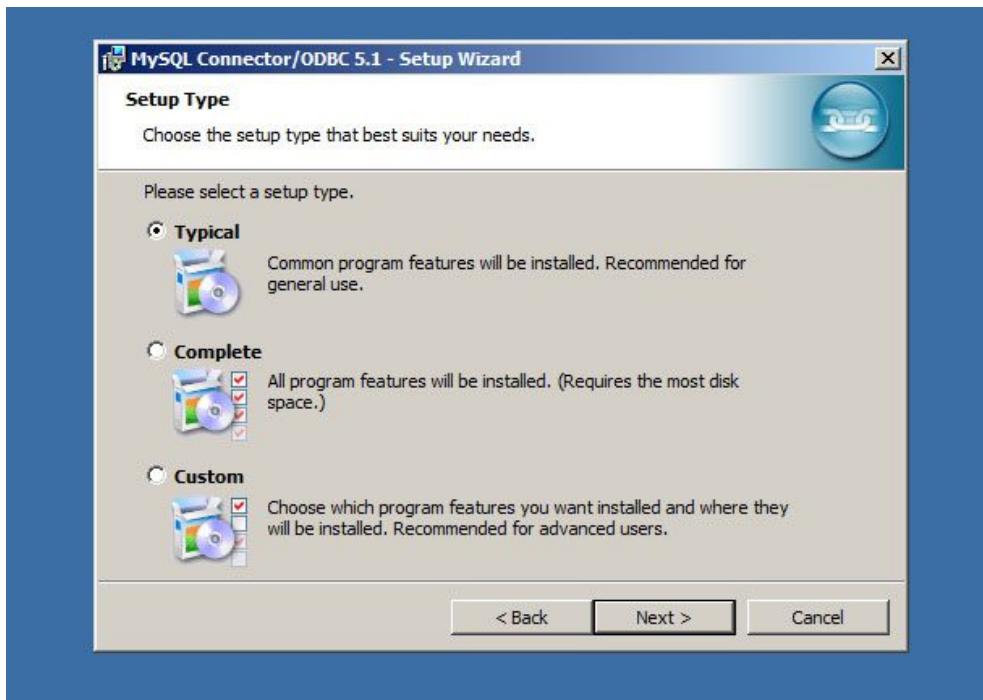 MySQL Connector/ODBC 5.1 - Setup Wizard
Setup Type
Choose the setup type that best suits your needs.
Please select a setup type.
Typical
Common program features will be installed. Recommended for
general use.
Complete
All program features will be installed. (Requires the most disk
space.)
Custom
Choose which program features you want installed and where they
will be installed. Recommended for advanced users.
< Back Next > Cancel